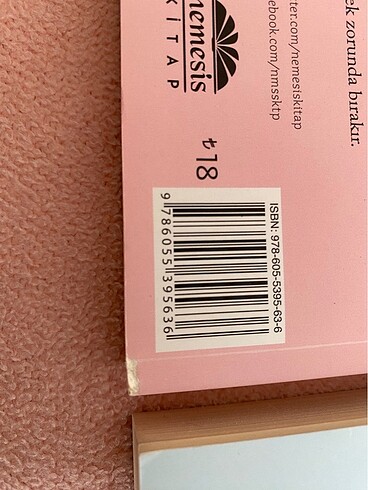 ek zorunda bırakır.
ter.com/nemesiskitap
ebook.com/nmssktp
nemesis
KİTAP
₺18
ISBN: 978-605-5395-63-6
9 786055 395636